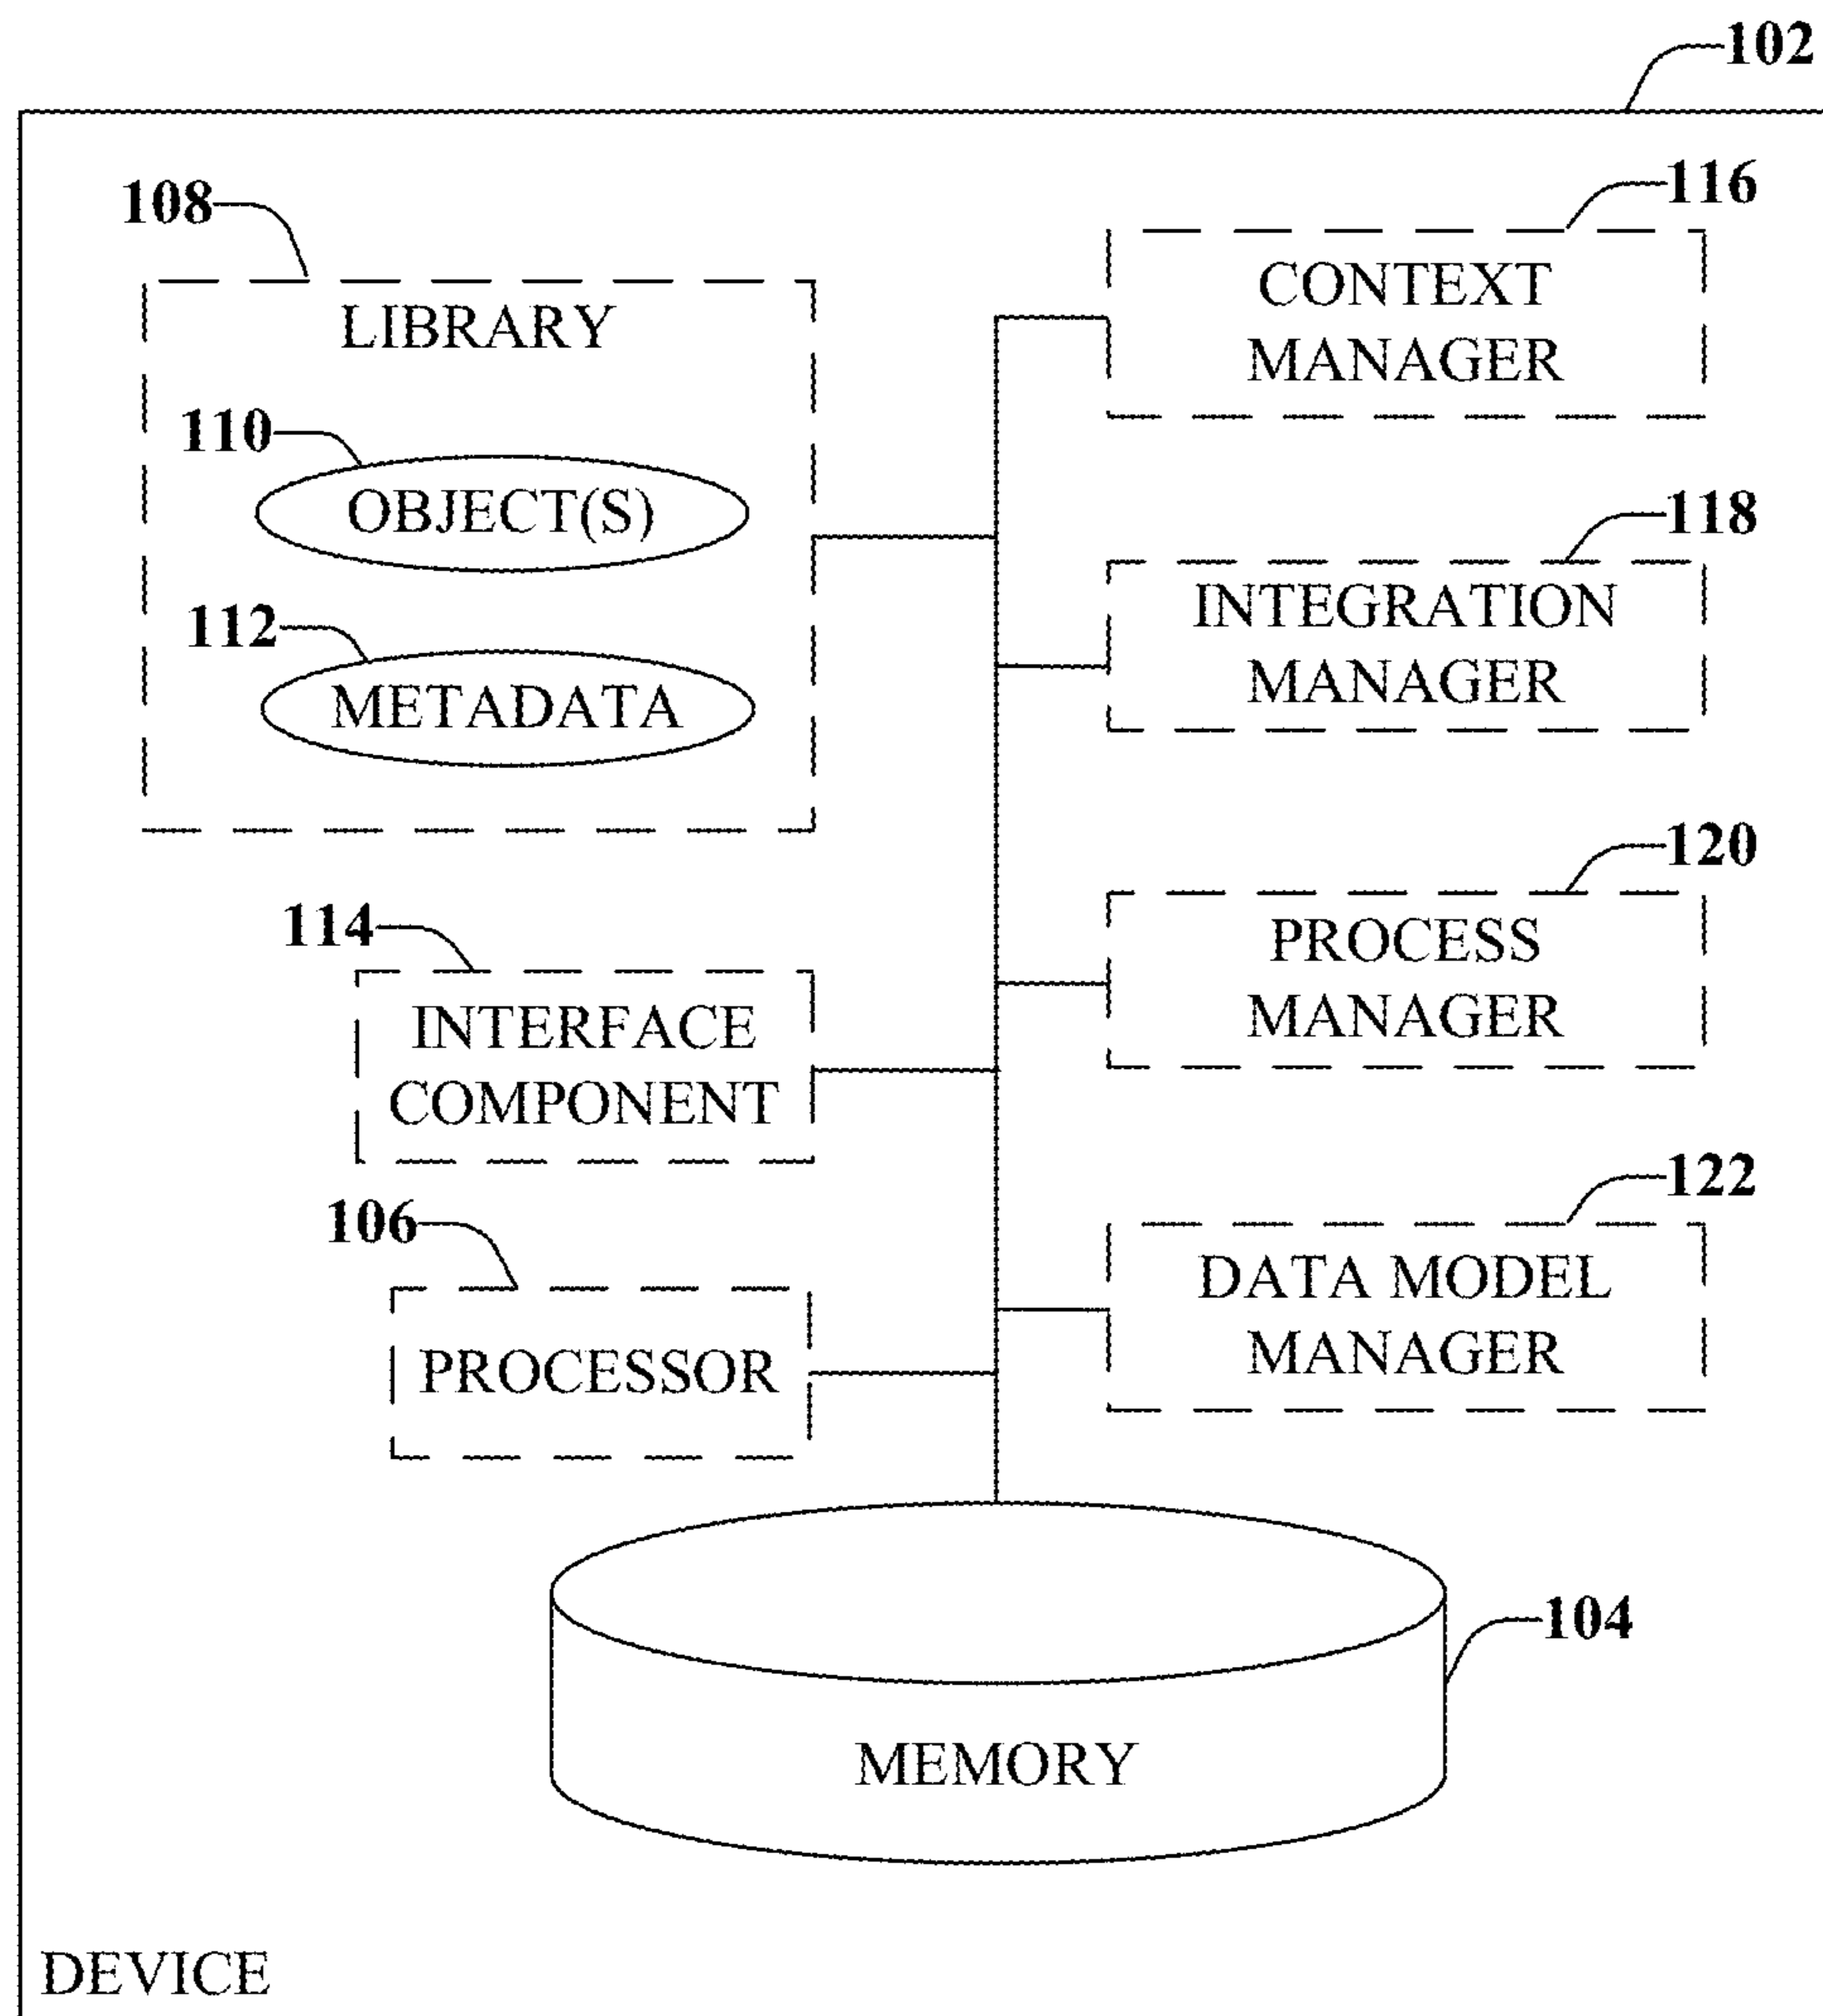 102
108
LIBRARY
110
OBJECT(S)
112
METADATA
116
CONTEXT
MANAGER
118
INTEGRATION
MANAGER
114
INTERFACE
COMPONENT
120
PROCESS
MANAGER
106
PROCESSOR
122
DATA MODEL
MANAGER
104
MEMORY
DEVICE